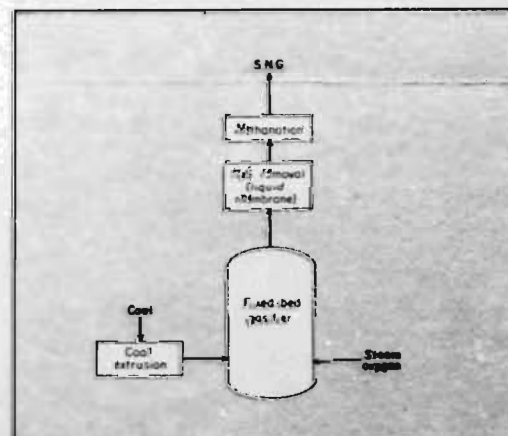 SNG
Methanation
H₂S removal
(liquid
membrane)
Fixed-bed
gasifier
Coal
Coal
extrusion
Steam
oxygen